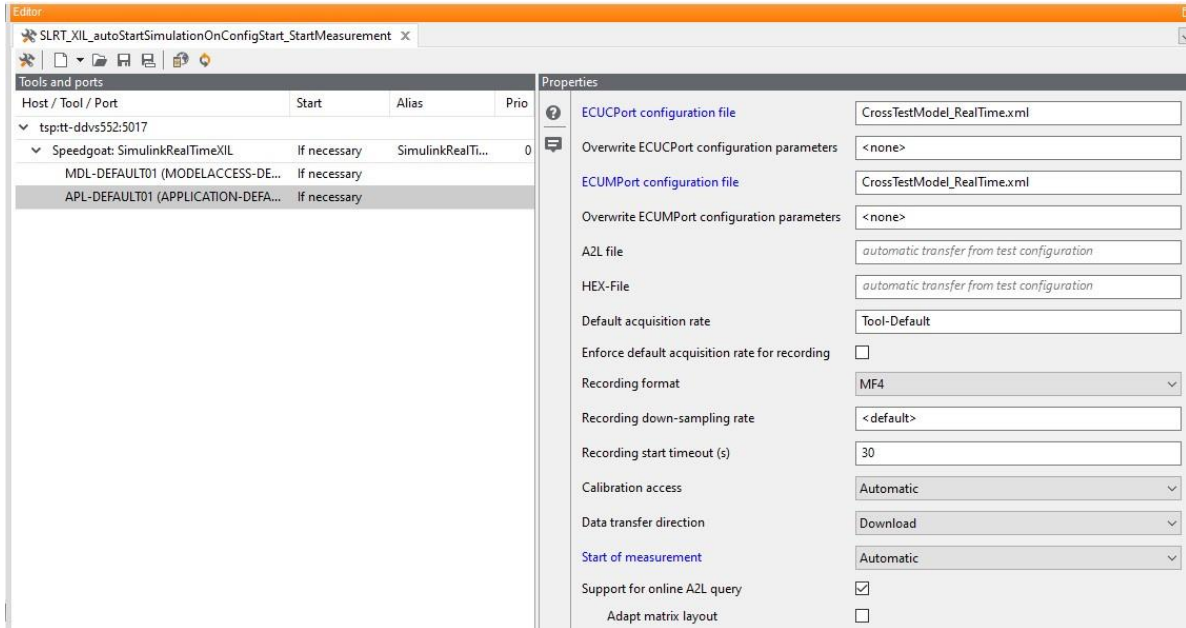 Editor
SLRT_XIL_autoStartSimulationOnConfigStart_StartMeasurement X
Tools and ports
Host / Tool / Port Start Alias Prio
tsp:tt-ddvs552:5017
Speedgoat: SimulinkRealTimeXIL If necessary SimulinkRealTi... 0
MDL-DEFAULT01 (MODELACCESS-DE... If necessary
APL-DEFAULT01 (APPLICATION-DEFA... If necessary
Properties
ECUCPort configuration file CrossTestModel_RealTime.xml
Overwrite ECUCPort configuration parameters <none>
ECUMPort configuration file CrossTestModel_RealTime.xml
Overwrite ECUMPort configuration parameters <none>
A2L file automatic transfer from test configuration
HEX-File automatic transfer from test configuration
Default acquisition rate Tool-Default
Enforce default acquisition rate for recording
Recording format MF4
Recording down-sampling rate <default>
Recording start timeout (s) 30
Calibration access Automatic
Data transfer direction Download
Start of measurement Automatic
Support for online A2L query
Adapt matrix layout